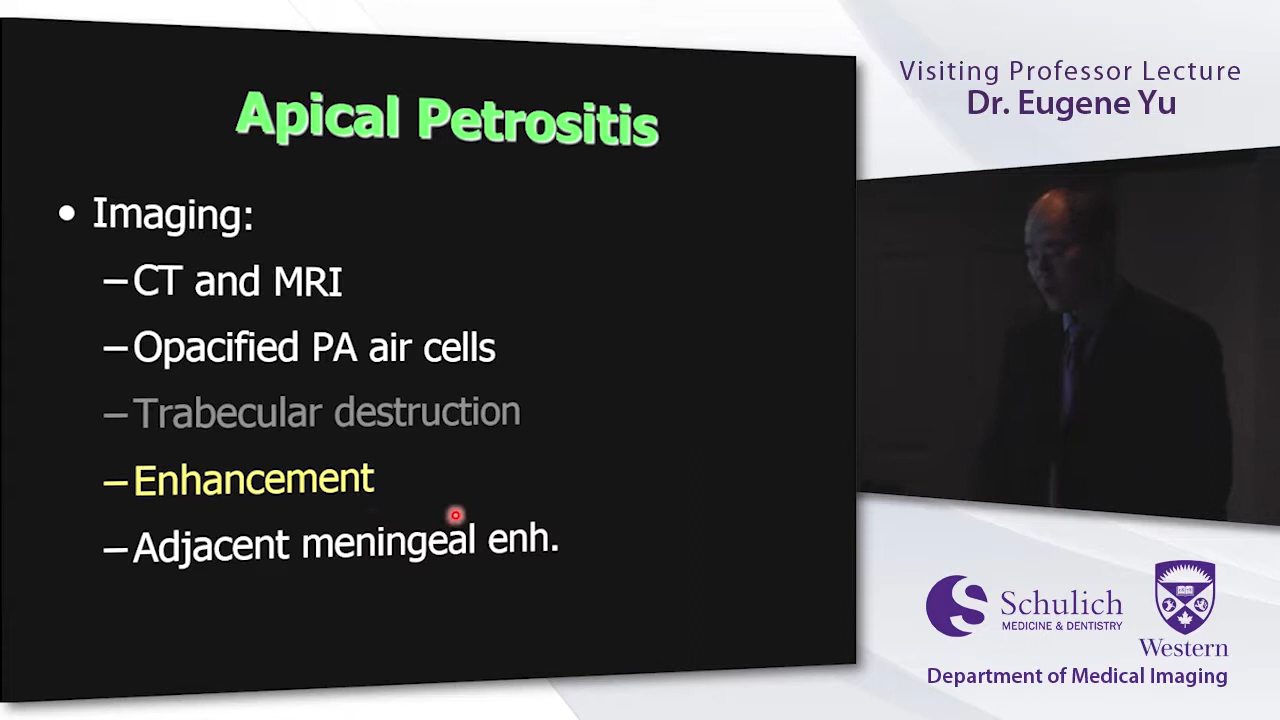 Apical Petrositis
• Imaging:
–CT and MRI
–Opacified PA air cells
–Trabecular destruction
–Enhancement
–Adjacent meningeal enh.
Visiting Professor Lecture
Dr. Eugene Yu
Schulich
MEDICINE & DENTISTRY
Western
Department of Medical Imaging